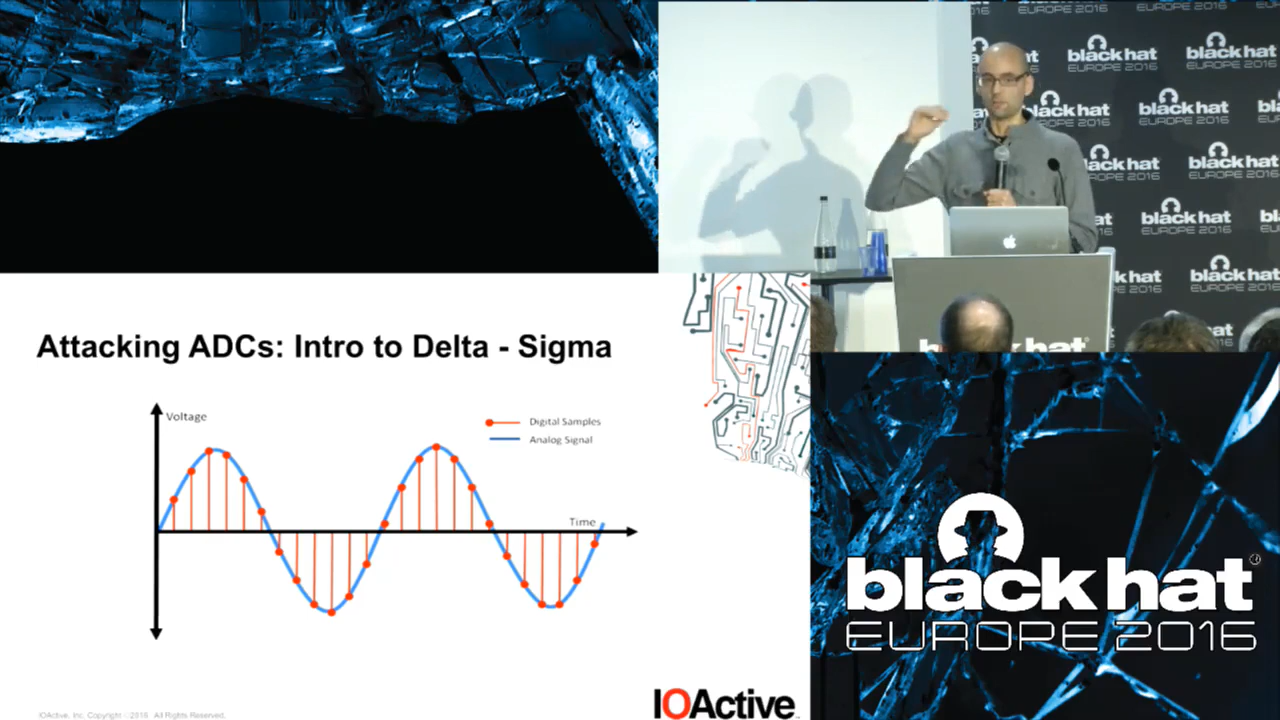 black hat
EUROPE 2016
Attacking ADCs: Intro to Delta - Sigma
Voltage
Digital Samples
Analog Signal
Time
IOActive, Inc. Copyright ©2016. All Rights Reserved.
IOActive
black hat
EUROPE 2016